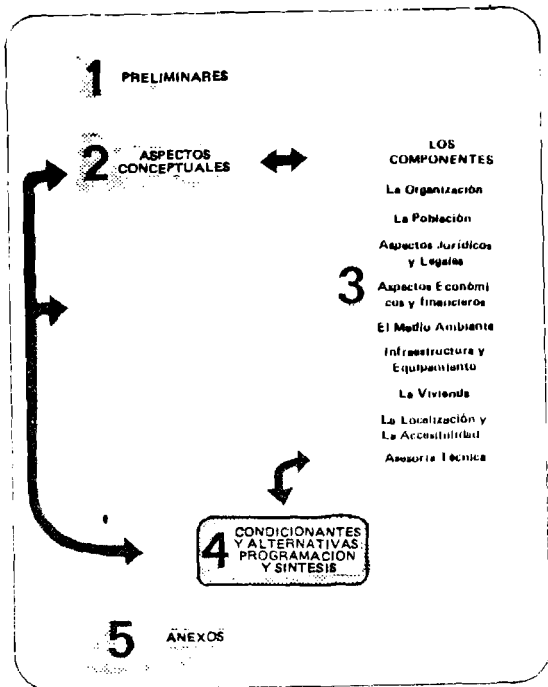 1 PRELIMINARES
2 ASPECTOS
CONCEPTUALES
LOS
COMPONENTES
La Organización
La Población
Aspectos Jurídicos
y Legales
3
Aspectos Económi
cos y financieros
El Medio Ambiente
Infraestructura y
Equipamiento
La Vivienda
La Localización y
La Accesibilidad
Asesoría Técnica
4 CONDICIONANTES
Y ALTERNATIVAS
PROGRAMACION
Y SINTESIS
5 ANEXOS